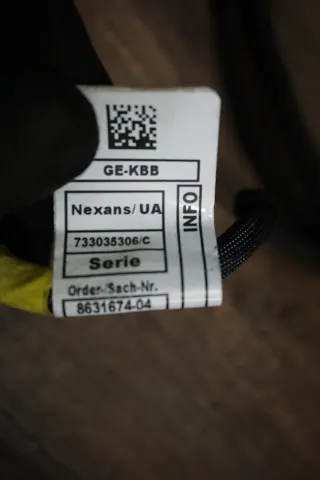 GE-KBB
Nexans/UA
733035306/C
Serie
INFO
Order-/Sach-Nr.
8631674-04